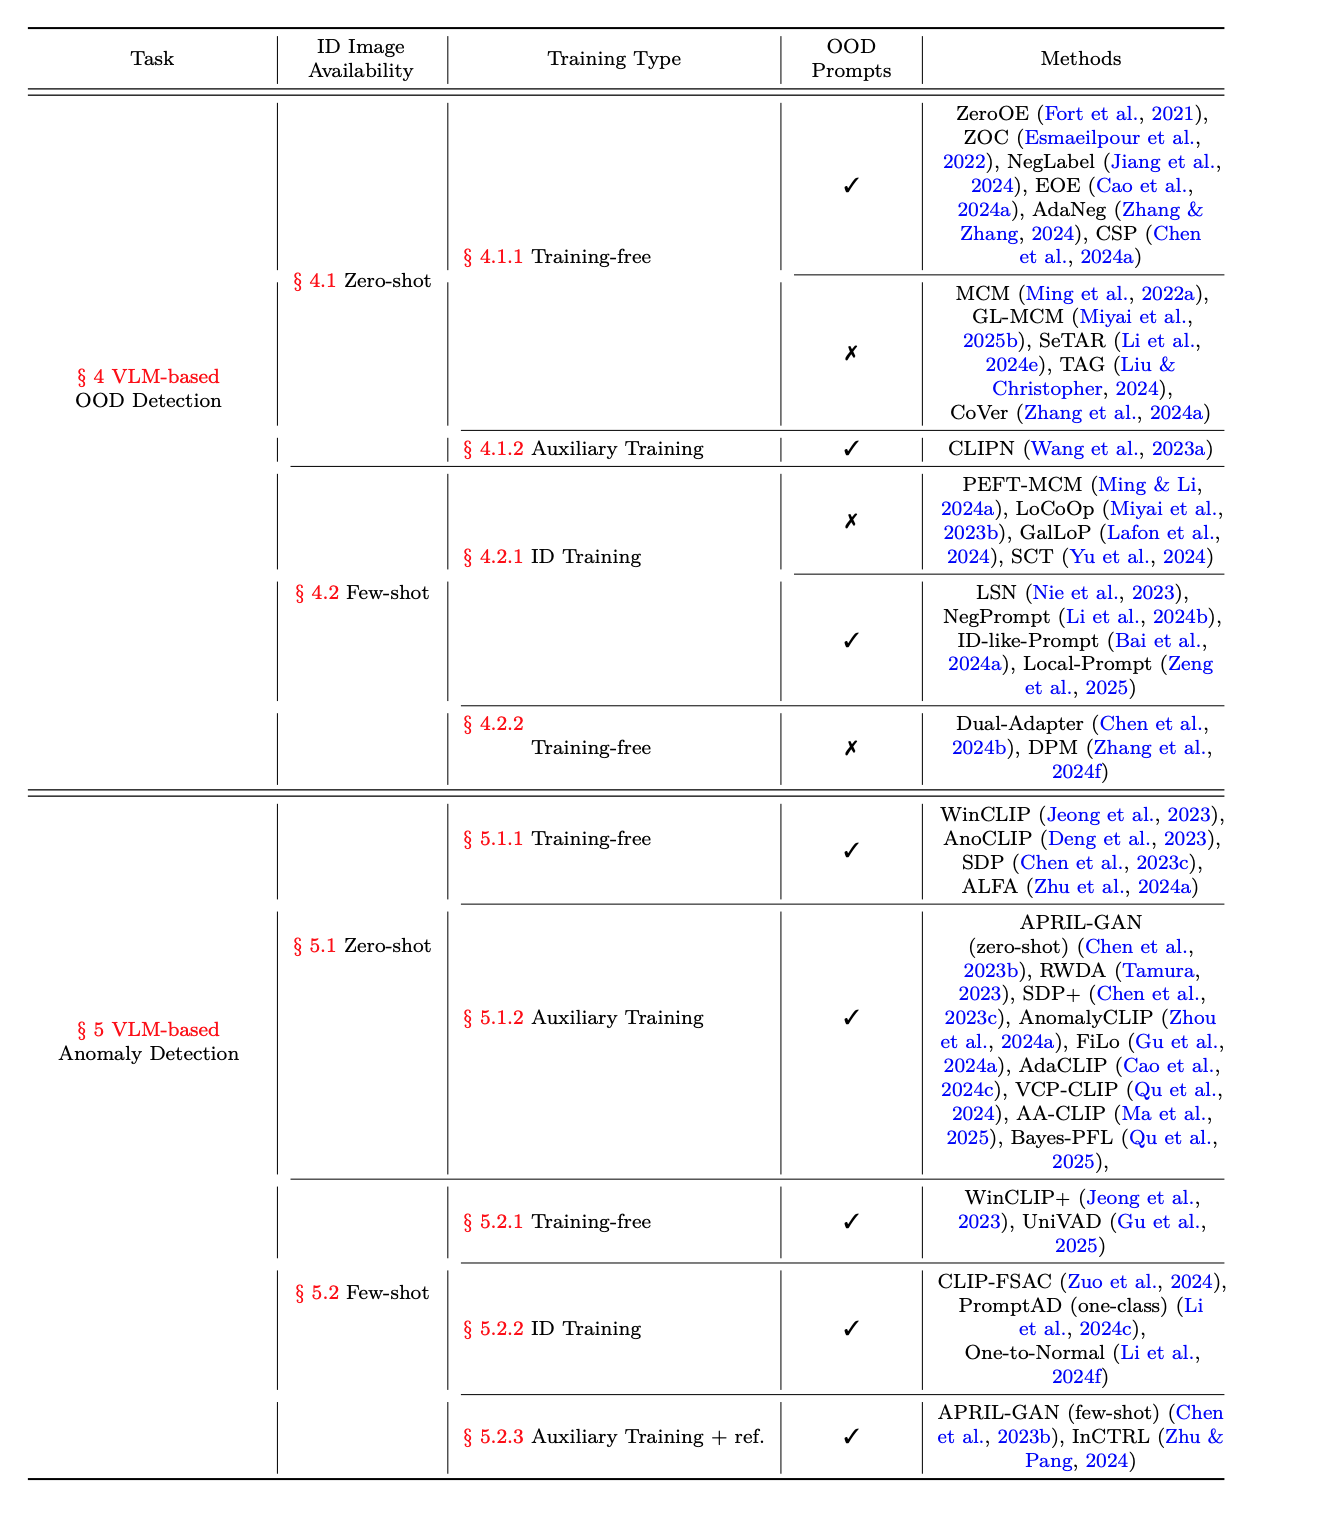 Task
ID Image
Availability
Training Type
OOD
Prompts
Methods
§ 4 VLM-based
OOD Detection
§ 4.1 Zero-shot
§ 4.1.1 Training-free
✓
ZeroOE (Fort et al., 2021),
ZOC (Esmaeilpour et al.,
2022), NegLabel (Jiang et al.,
2024), EOE (Cao et al.,
2024a), AdaNeg (Zhang &
Zhang, 2024), CSP (Chen
et al., 2024a)
✗
MCM (Ming et al., 2022a),
GL-MCM (Miyai et al.,
2025b), SeTAR (Li et al.,
2024e), TAG (Liu &
Christopher, 2024),
CoVer (Zhang et al., 2024a)
§ 4.1.2 Auxiliary Training
✓
CLIPN (Wang et al., 2023a)
§ 4.2 Few-shot
§ 4.2.1 ID Training
✗
PEFT-MCM (Ming & Li,
2024a), LoCoOp (Miyai et al.,
2023b), GalLoP (Lafon et al.,
2024), SCT (Yu et al., 2024)
✓
LSN (Nie et al., 2023),
NegPrompt (Li et al., 2024b),
ID-like-Prompt (Bai et al.,
2024a), Local-Prompt (Zeng
et al., 2025)
§ 4.2.2
Training-free
✗
Dual-Adapter (Chen et al.,
2024b), DPM (Zhang et al.,
2024f)
§ 5 VLM-based
Anomaly Detection
§ 5.1 Zero-shot
§ 5.1.1 Training-free
✓
WinCLIP (Jeong et al., 2023),
AnoCLIP (Deng et al., 2023),
SDP (Chen et al., 2023c),
ALFA (Zhu et al., 2024a)
§ 5.1.2 Auxiliary Training
✓
APRIL-GAN
(zero-shot) (Chen et al.,
2023b), RWDA (Tamura,
2023), SDP+ (Chen et al.,
2023c), AnomalyCLIP (Zhou
et al., 2024a), FiLo (Gu et al.,
2024a), AdaCLIP (Cao et al.,
2024c), VCP-CLIP (Qu et al.,
2024), AA-CLIP (Ma et al.,
2025), Bayes-PFL (Qu et al.,
2025),
§ 5.2 Few-shot
§ 5.2.1 Training-free
✓
WinCLIP+ (Jeong et al.,
2023), UniVAD (Gu et al.,
2025)
§ 5.2.2 ID Training
✓
CLIP-FSAC (Zuo et al., 2024),
PromptAD (one-class) (Li
et al., 2024c),
One-to-Normal (Li et al.,
2024f)
§ 5.2.3 Auxiliary Training + ref.
✓
APRIL-GAN (few-shot) (Chen
et al., 2023b), InCTRL (Zhu &
Pang, 2024)